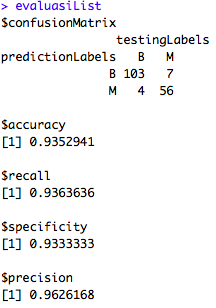 > evaluasiList
$confusionMatrix
testingLabels
predictionLabels B M
B 103 7
M 4 56
$accuracy
[1] 0.9352941
$recall
[1] 0.9363636
$specificity
[1] 0.9333333
$precision
[1] 0.9626168